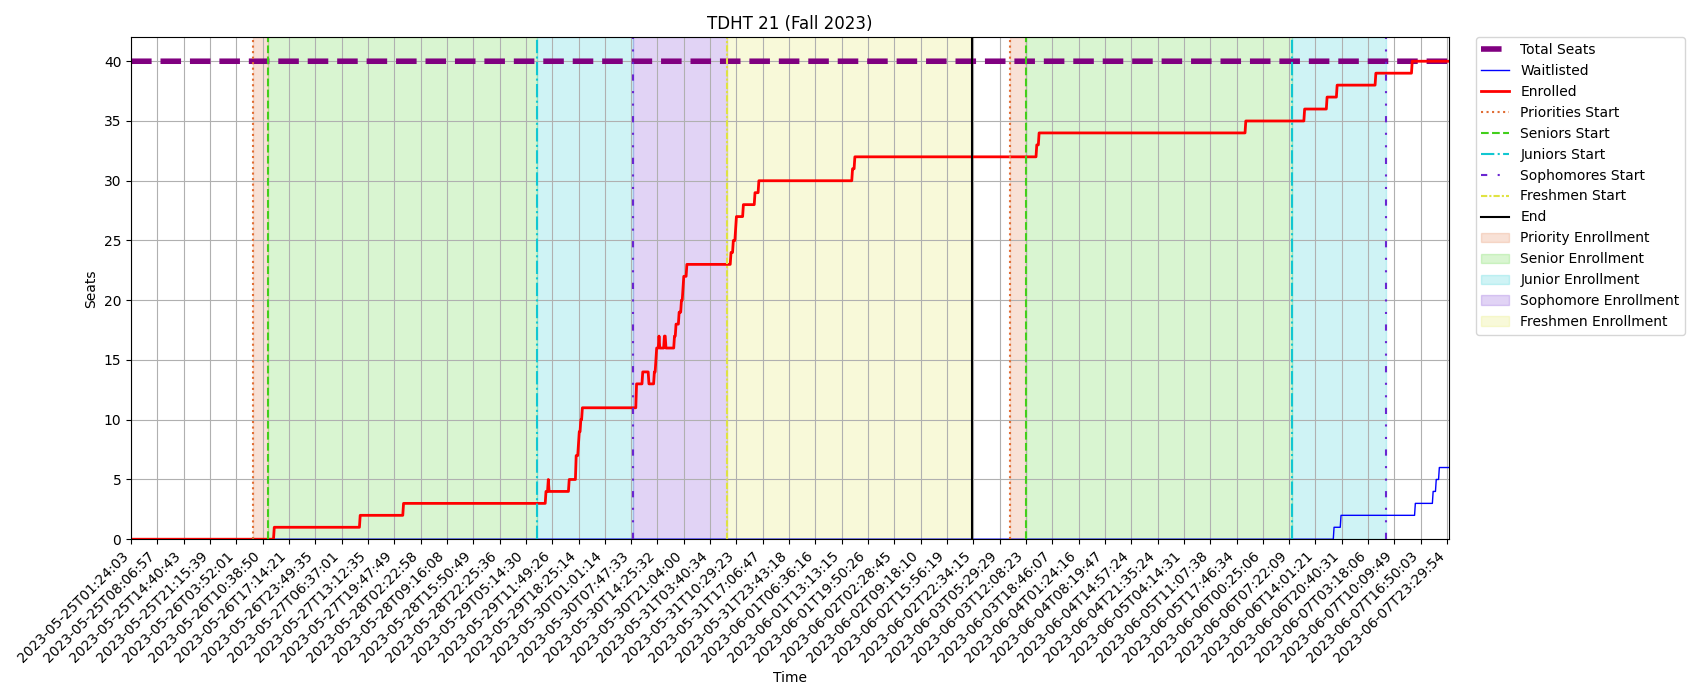 TDHT 21 (Fall 2023)
Total Seats
Waitlisted
Enrolled
Priorities Start
Seniors Start
Juniors Start
Sophomores Start
Freshmen Start
End
Priority Enrollment
Senior Enrollment
Junior Enrollment
Sophomore Enrollment
Freshmen Enrollment
Seats
40
35
30
25
20
15
10
5
0
2023-05-25T01:24:03
2023-05-25T08:06:57
2023-05-25T14:40:43
2023-05-25T21:15:39
2023-05-26T03:52:01
2023-05-26T10:38:50
2023-05-26T17:14:21
2023-05-26T23:49:35
2023-05-27T06:37:01
2023-05-27T13:12:35
2023-05-27T19:47:49
2023-05-28T02:22:58
2023-05-28T09:16:08
2023-05-28T15:50:49
2023-05-28T22:25:36
2023-05-29T05:14:30
2023-05-29T11:49:26
2023-05-29T18:25:14
2023-05-30T01:01:14
2023-05-30T07:47:33
2023-05-30T14:25:32
2023-05-30T21:04:00
2023-05-31T03:40:34
2023-05-31T10:29:23
2023-05-31T17:06:47
2023-05-31T23:43:18
2023-06-01T06:36:16
2023-06-01T13:13:15
2023-06-01T19:50:26
2023-06-02T02:28:45
2023-06-02T09:18:10
2023-06-02T15:56:19
2023-06-02T22:34:15
2023-06-03T05:29:29
2023-06-03T12:08:23
2023-06-03T18:46:07
2023-06-04T01:24:16
2023-06-04T08:19:47
2023-06-04T14:57:24
2023-06-04T21:35:24
2023-06-05T04:14:31
2023-06-05T11:07:38
2023-06-05T17:46:34
2023-06-06T00:25:06
2023-06-06T07:22:09
2023-06-06T14:01:21
2023-06-06T20:40:31
2023-06-07T03:18:06
2023-06-07T10:09:49
2023-06-07T16:50:03
2023-06-07T23:29:54
Time